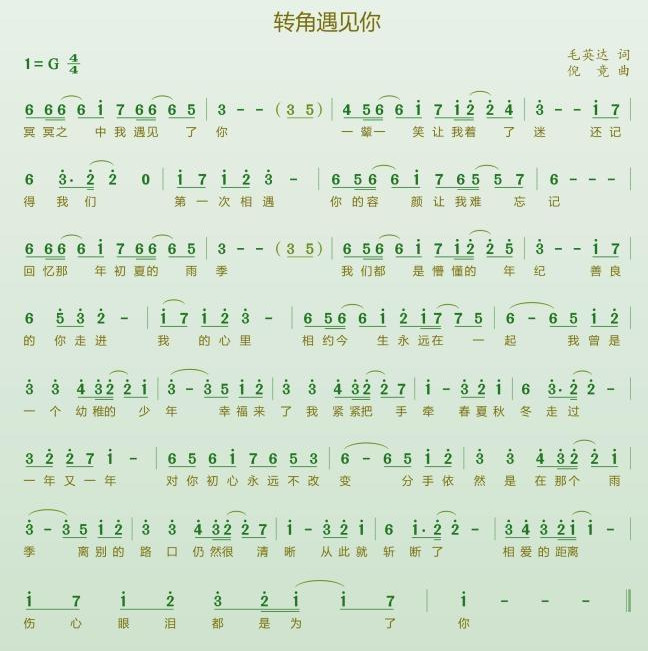 转角遇见你
1=G 4/4
毛英达 词
倪 竟 曲
6 66 6 i 7 66 6 5 | 3 - - (3 5) | 4 56 6 i 7 i2 2 4 | 3 - - i 7
冥 冥之 中 我 遇见 了 你 一 颦一 笑 让 我着 了 迷 还 记
6 3. 2 2 0 | i 7 i 2 3 - | 6 56 6 i 7 65 5 7 | 6 - - - |
得 我 们 第 一 次 相 遇 你 的容 颜 让 我难 忘 记
6 66 6 i 7 66 6 5 | 3 - - (3 5) | 6 56 6 i 7 i2 2 5 | 3 - - i 7
回 忆那 年 初 夏的 雨 季 我 们都 是 懵 懂的 年 纪 善 良
6 5 3 2 - | i 7 i 2 3 - | 6 56 6 i 2 i7 7 5 | 6 - 6 5 i 2 |
的 你 走 进 我 的 心 里 相 约今 生 永 远在 一 起 我 曾 是
3 3 4 32 2 i | 3 - 3 5 i 2 | 3 3 4 32 2 7 | i - 3 2 i | 6 3. 2 2 - |
一 个 幼 稚的 少 年 幸 福 来 了 我 紧 紧把 手 牵 春 夏 秋 冬 走 过
3 2 2 7 i - | 6 5 6 i 7 6 5 3 | 6 - 6 5 i 2 | 3 3 4 32 2 i |
一 年 又 一 年 对 你 初 心 永 远 不 改 变 分 手 依 然 是 在 那个 雨
3 - 3 5 i 2 | 3 3 4 32 2 7 | i - 3 2 i | 6 i. 2 2 - | 3 4 3 2i i - |
季 离 别 的 路 口 仍 然很 清 晰 从 此 就 斩 断 了 相 爱 的 距离
i 7 i 2 3 2 i i 7 | i - - - ‖
伤 心 眼 泪 都 是 为 了 你